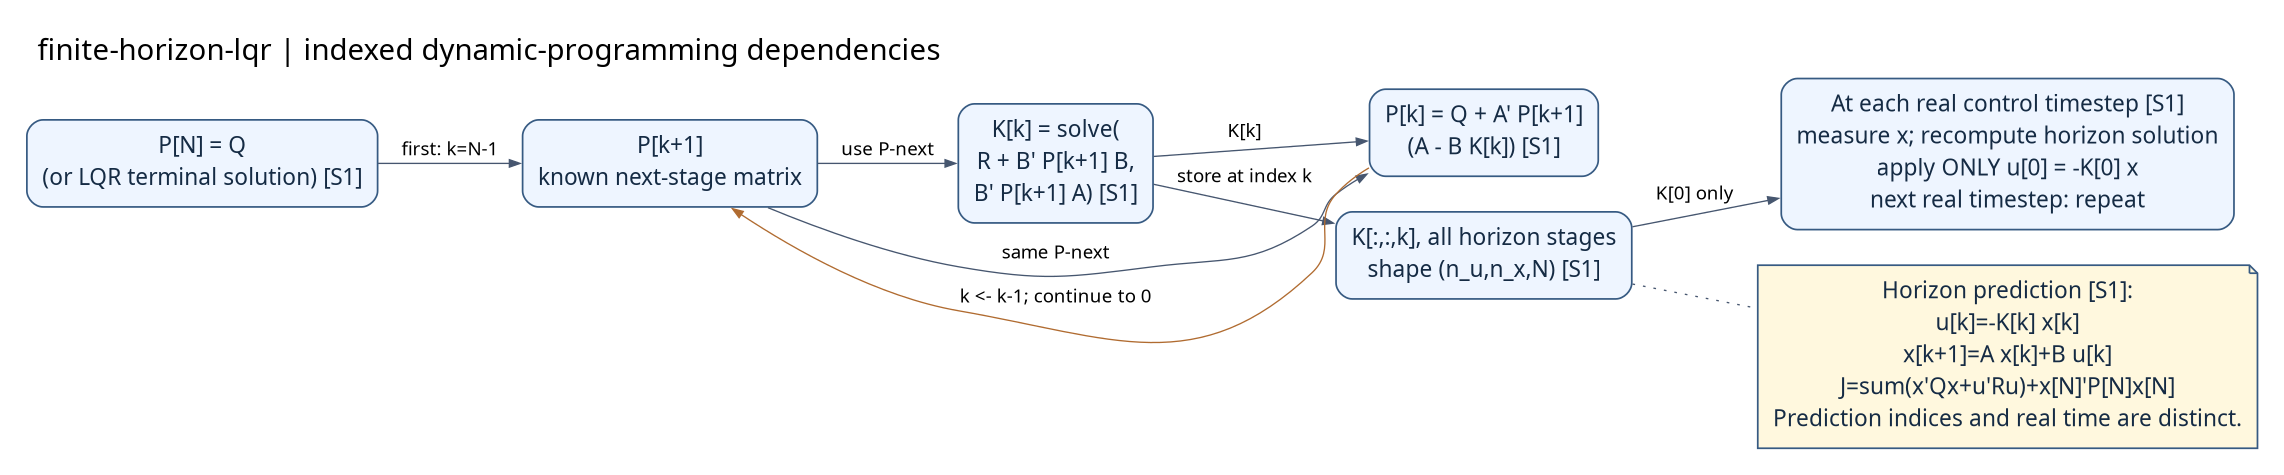 finite-horizon-lqr | indexed dynamic-programming dependencies
P[N] = Q
(or LQR terminal solution) [S1]
first: k=N-1
P[k+1]
known next-stage matrix
use P-next
K[k] = solve(
R + B' P[k+1] B,
B' P[k+1] A) [S1]
K[k]
store at index k
same P-next
k <- k-1; continue to 0
P[k] = Q + A' P[k+1]
(A - B K[k]) [S1]
K[:,:,k], all horizon stages
shape (n_u,n_x,N) [S1]
K[0] only
At each real control timestep [S1]
measure x; recompute horizon solution
apply ONLY u[0] = -K[0] x
next real timestep: repeat
Horizon prediction [S1]:
u[k]=-K[k] x[k]
x[k+1]=A x[k]+B u[k]
J=sum(x'Qx+u'Ru)+x[N]'P[N]x[N]
Prediction indices and real time are distinct.